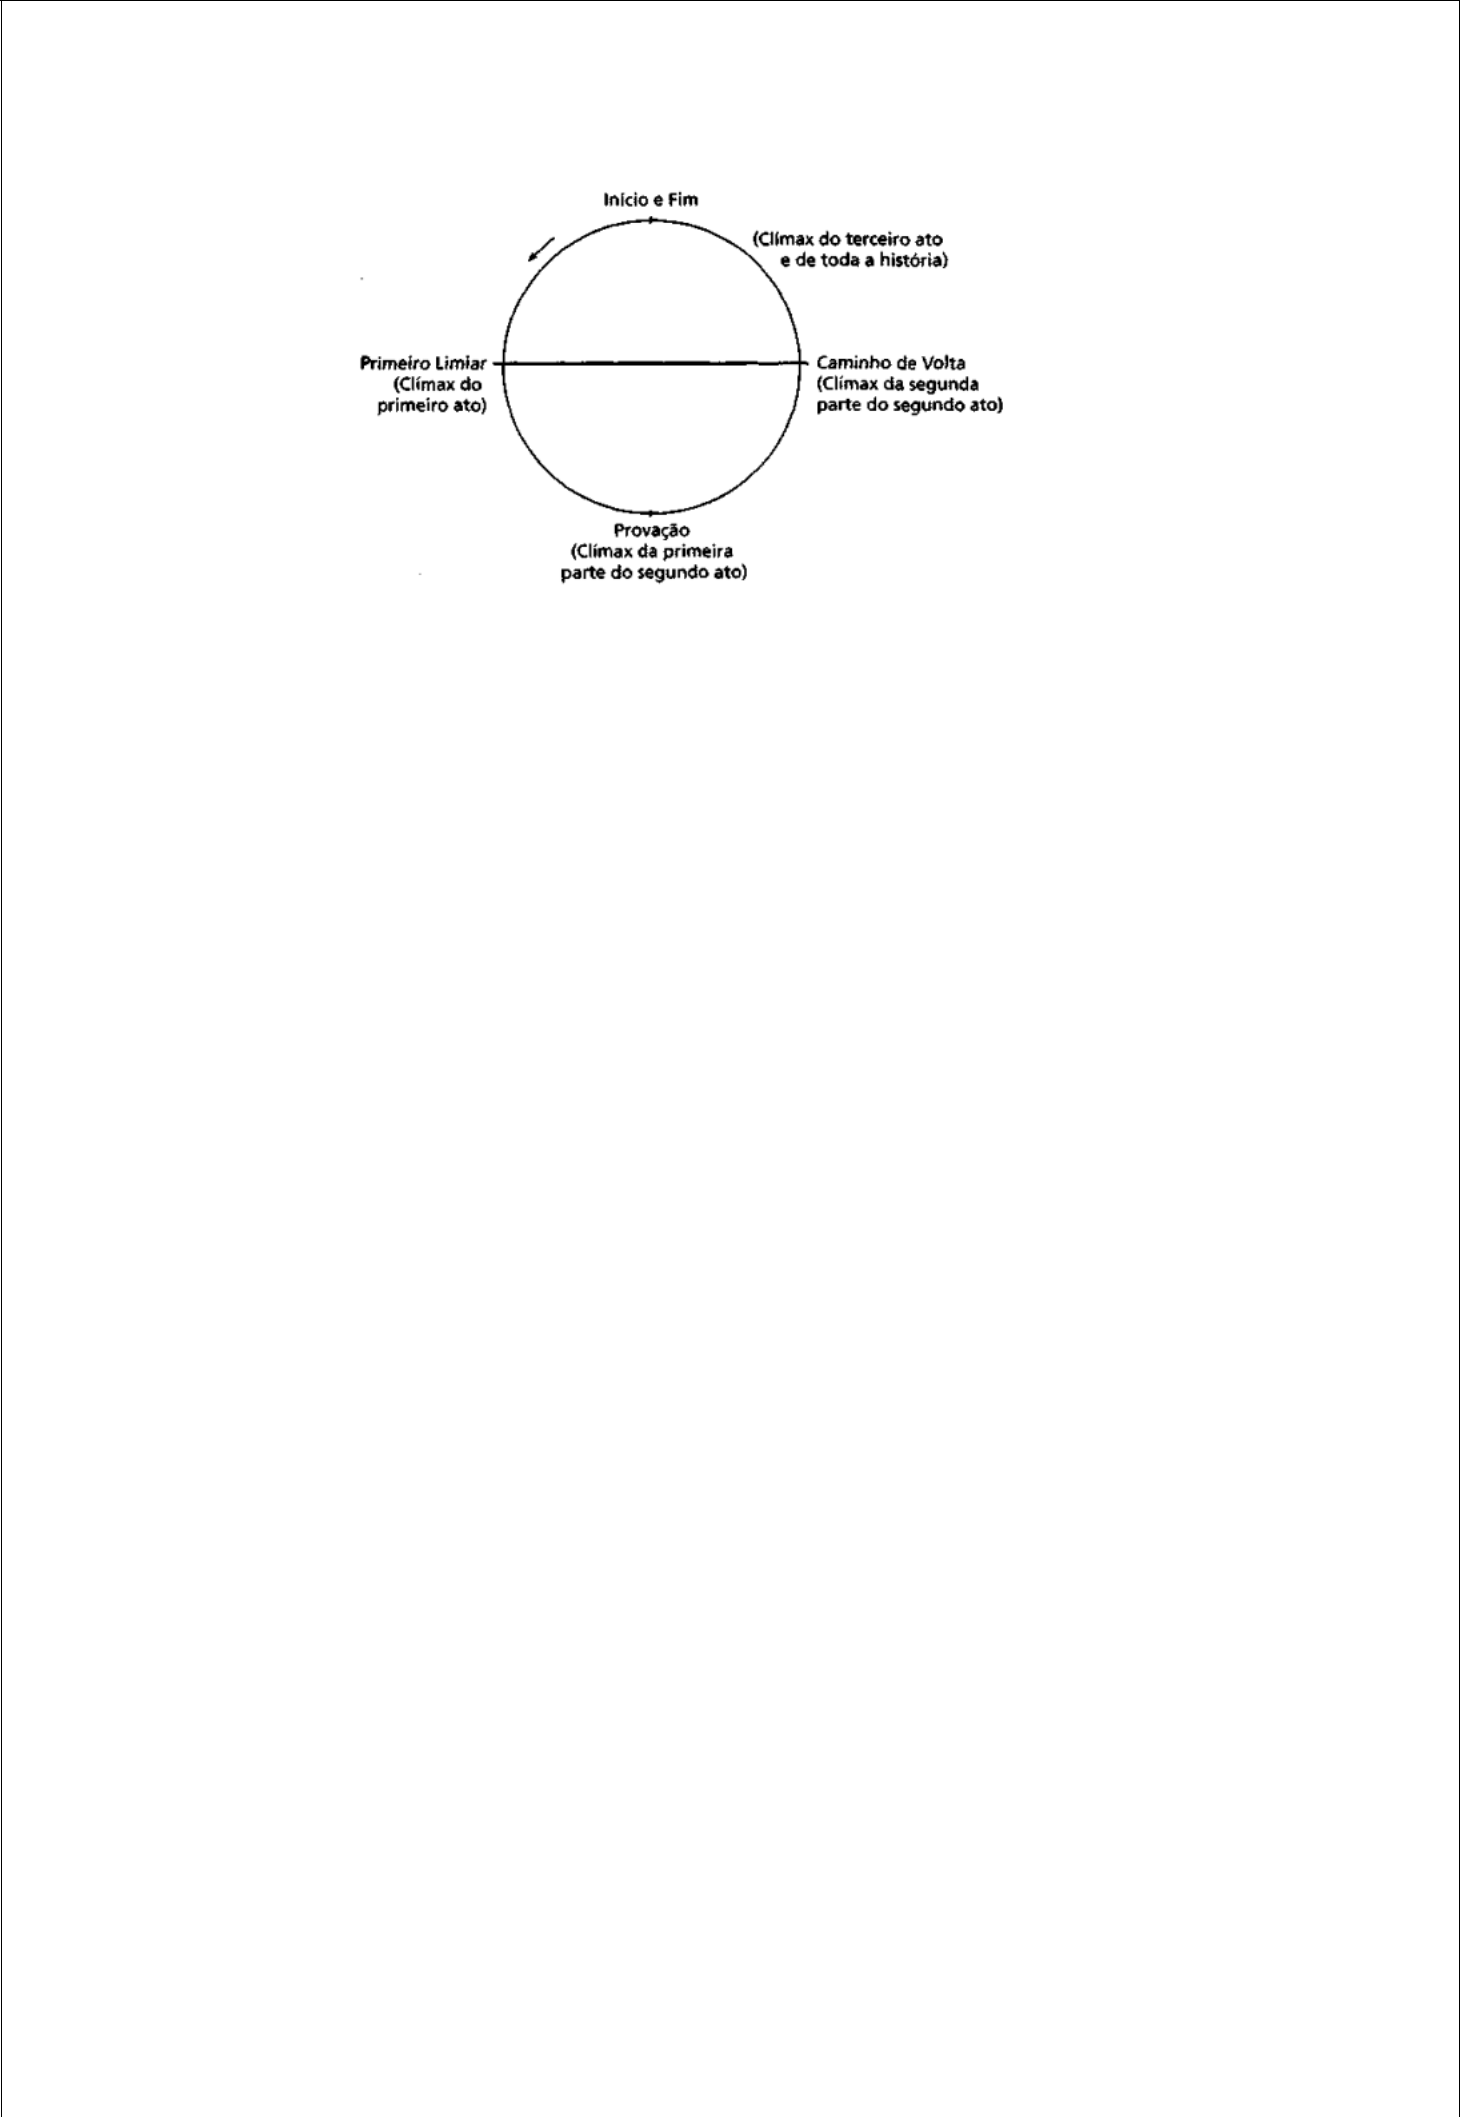 Início e Fim
(Clímax do terceiro ato
e de toda a história)
Primeiro Limiar
(Clímax do
primeiro ato)
Caminho de Volta
(Clímax da segunda
parte do segundo ato)
Provação
(Clímax da primeira
parte do segundo ato)